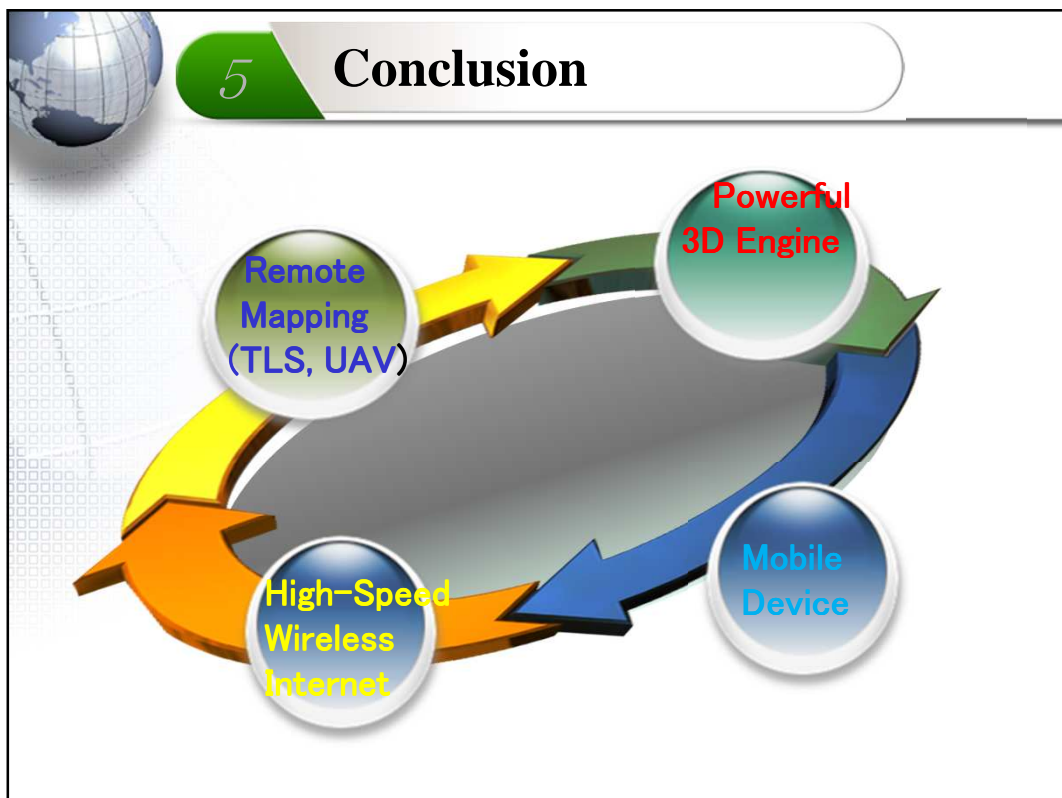 5
Conclusion
Remote
Mapping
(TLS, UAV)
Powerful
3D Engine
Mobile
Device
High-Speed
Wireless
Internet